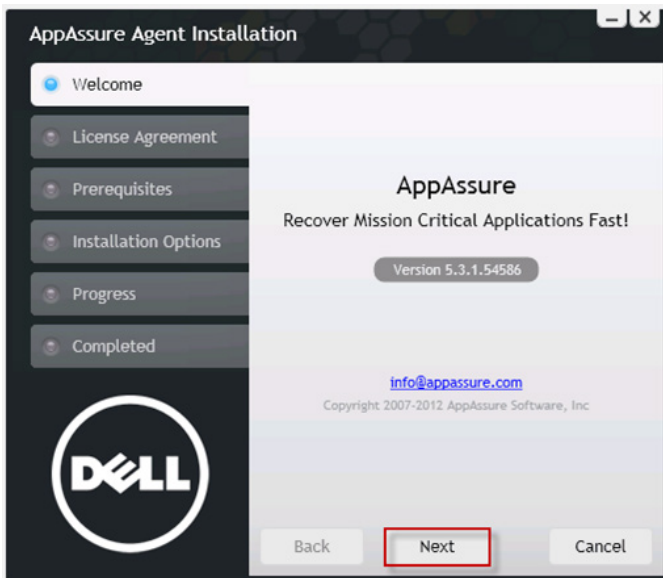 AppAssure Agent Installation
Welcome
License Agreement
Prerequisites
Installation Options
Progress
Completed
DELL
AppAssure
Recover Mission Critical Applications Fast!
Version 5.3.1.54586
info@appassure.com
Copyright 2007-2012 AppAssure Software, Inc
Back Next Cancel